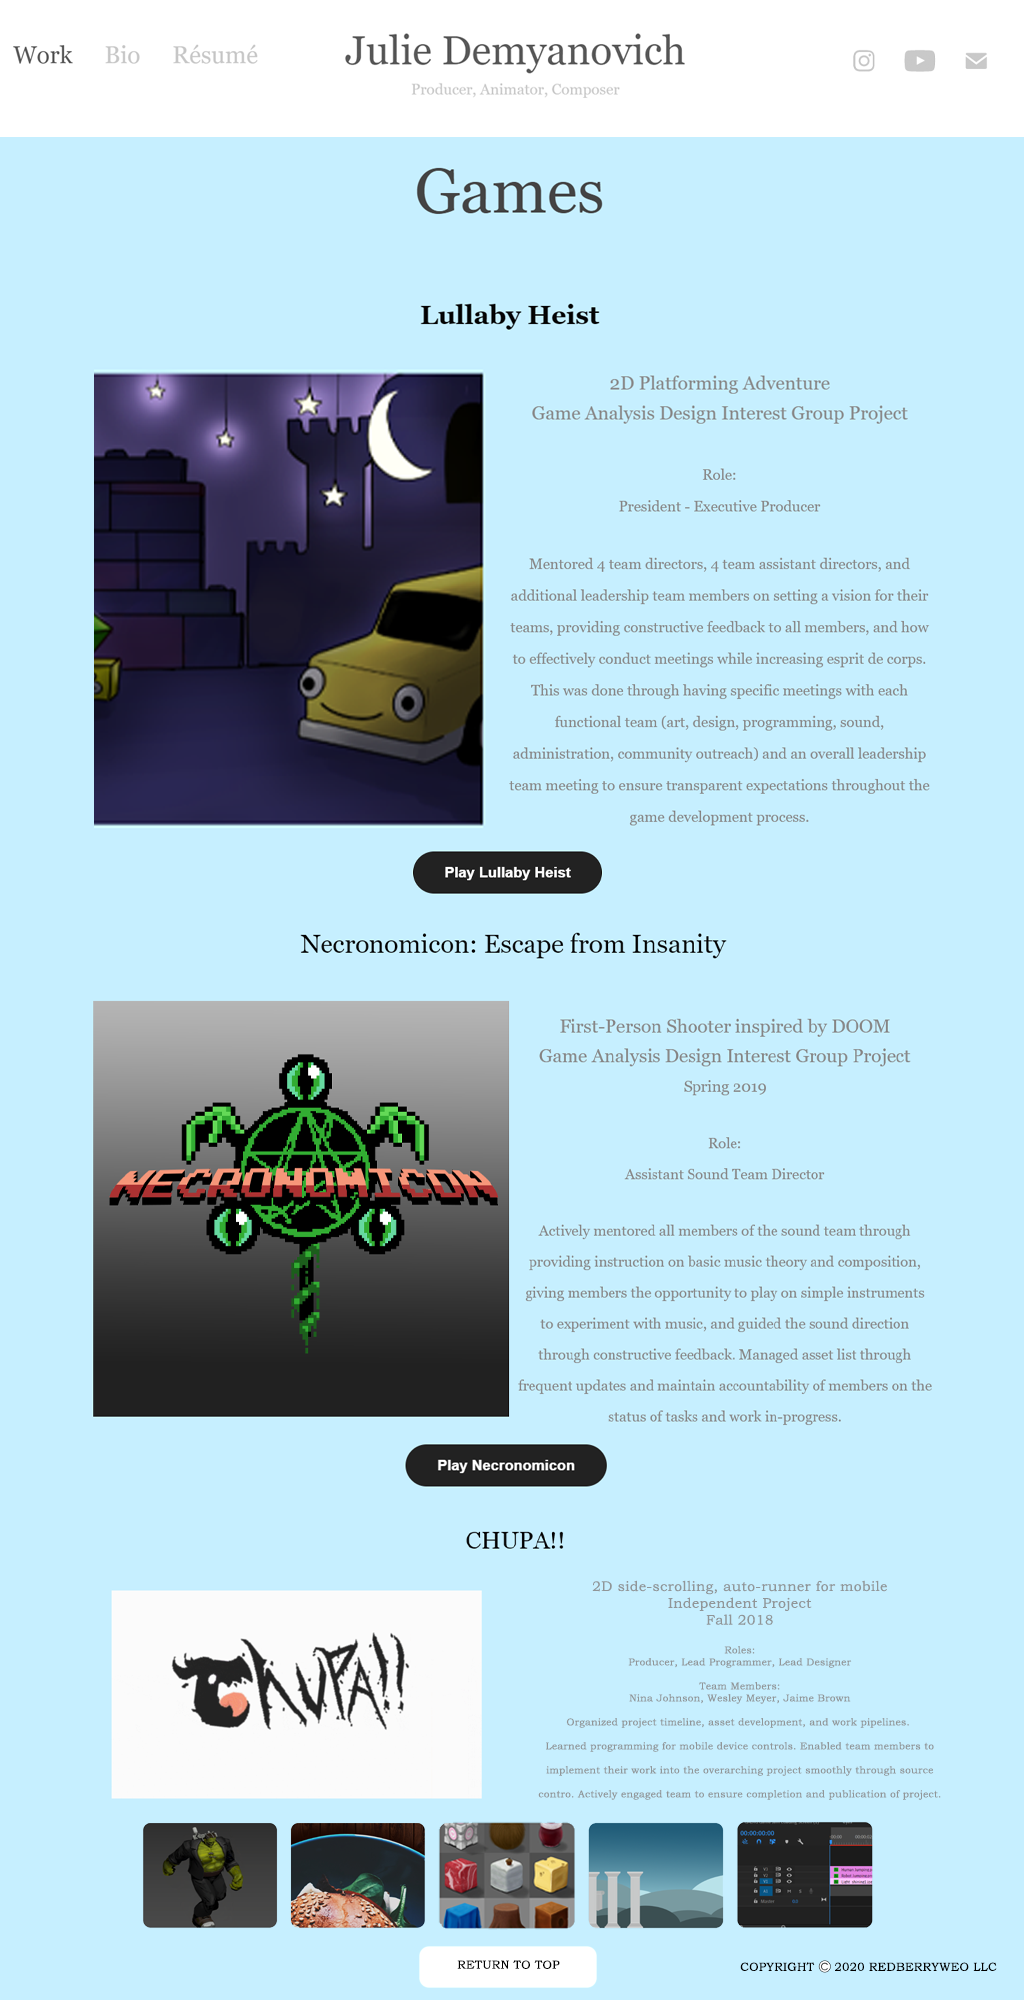 Work Bio Résumé
Julie Demyanovich
Producer, Animator, Composer
Games
Lullaby Heist
2D Platforming Adventure
Game Analysis Design Interest Group Project
Role:
President - Executive Producer
Mentored 4 team directors, 4 team assistant directors, and
additional leadership team members on setting a vision for their
teams, providing constructive feedback to all members, and how
to effectively conduct meetings while increasing esprit de corps.
This was done through having specific meetings with each
functional team (art, design, programming, sound,
administration, community outreach) and an overall leadership
team meeting to ensure transparent expectations throughout the
game development process.
Play Lullaby Heist
Necronomicon: Escape from Insanity
NECRONOMICON
First-Person Shooter inspired by DOOM
Game Analysis Design Interest Group Project
Spring 2019
Role:
Assistant Sound Team Director
Actively mentored all members of the sound team through
providing instruction on basic music theory and composition,
giving members the opportunity to play on simple instruments
to experiment with music, and guided the sound direction
through constructive feedback. Managed asset list through
frequent updates and maintain accountability of members on the
status of tasks and work in-progress.
Play Necronomicon
CHUPA!!
CHUPA!!
2D side-scrolling, auto-runner for mobile
Independent Project
Fall 2018
Roles:
Producer, Lead Programmer, Lead Designer
Team Members:
Nina Johnson, Wesley Meyer, Jaime Brown
Organized project timeline, asset development, and work pipelines.
Learned programming for mobile device controls. Enabled team members to
implement their work into the overarching project smoothly through source
contro. Actively engaged team to ensure completion and publication of project.
00:00:00:00
RETURN TO TOP
COPYRIGHT © 2020 REDBERRYWEO LLC